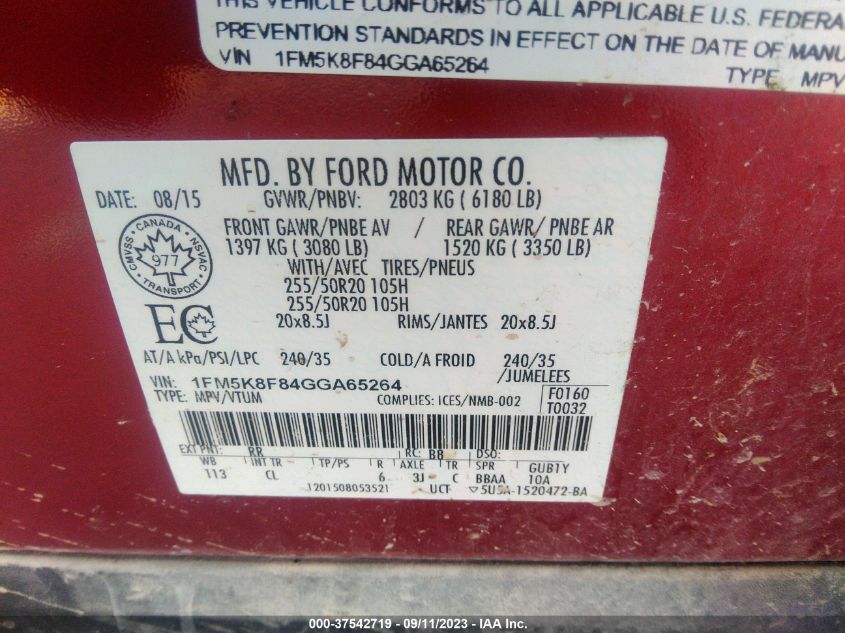 THIS VEHICLE CONFORMS TO ALL APPLICABLE U.S. FEDERA
PREVENTION STANDARDS IN EFFECT ON THE DATE OF MANU
VIN 1FM5K8F84GGA65264
TYPE MPV
MFD. BY FORD MOTOR CO.
DATE: 08/15 GVWR/PNBV: 2803 KG ( 6180 LB)
FRONT GAWR/PNBE AV / REAR GAWR/ PNBE AR
1397 KG ( 3080 LB) 1520 KG ( 3350 LB)
CANADA
CMVSS NSVAC
977
TRANSPORT
WITH/AVEC TIRES/PNEUS
255/50R20 105H
255/50R20 105H
EC
20x8.5J RIMS/JANTES 20x8.5J
AT/A kPa/PSI/LPC 240/35 COLD/A FROID 240/35
/JUMELEES
VIN: 1FM5K8F84GGA65264
TYPE: MPV/VTUM COMPLIES: ICES/NMB-002
F0160
T0032
EXT PNT: RR RC: B8 DSO:
WB INT TR TP/PS R AXLE TR SPR GUB1Y
113 CL 6 3J C BBAA 10A
1201508053521 UCT 5U5A-1520472-BA
000-37542719 - 09/11/2023 - © IAA Inc.